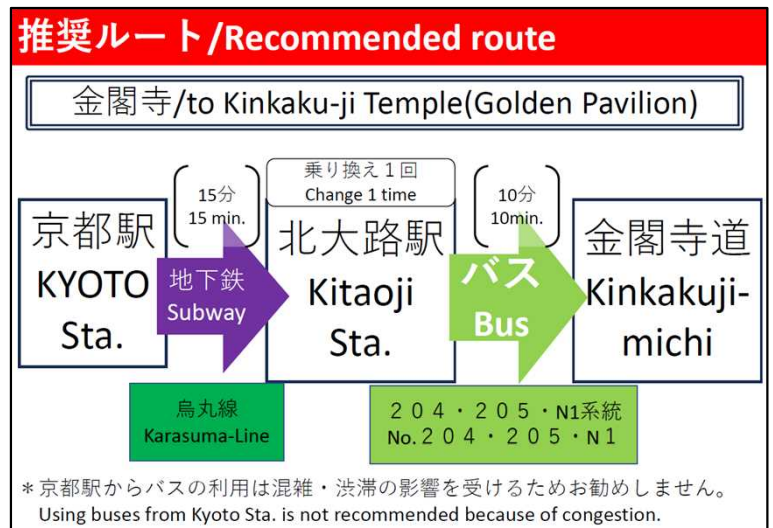 推奨ルート/Recommended route
金閣寺/to Kinkaku-ji Temple(Golden Pavilion)
京都駅
KYOTO
Sta.
15分
15 min.
地下鉄
Subway
烏丸線
Karasuma-Line
乗り換え1回
Change 1 time
北大路駅
Kitaoji
Sta.
10分
10min.
バス
Bus
２０４・２０５・N1系統
No.２０４・２０５・N１
金閣寺道
Kinkakuji-
michi
＊京都駅からバスの利用は混雑・渋滞の影響を受けるためお勧めしません。
Using buses from Kyoto Sta. is not recommended because of congestion.